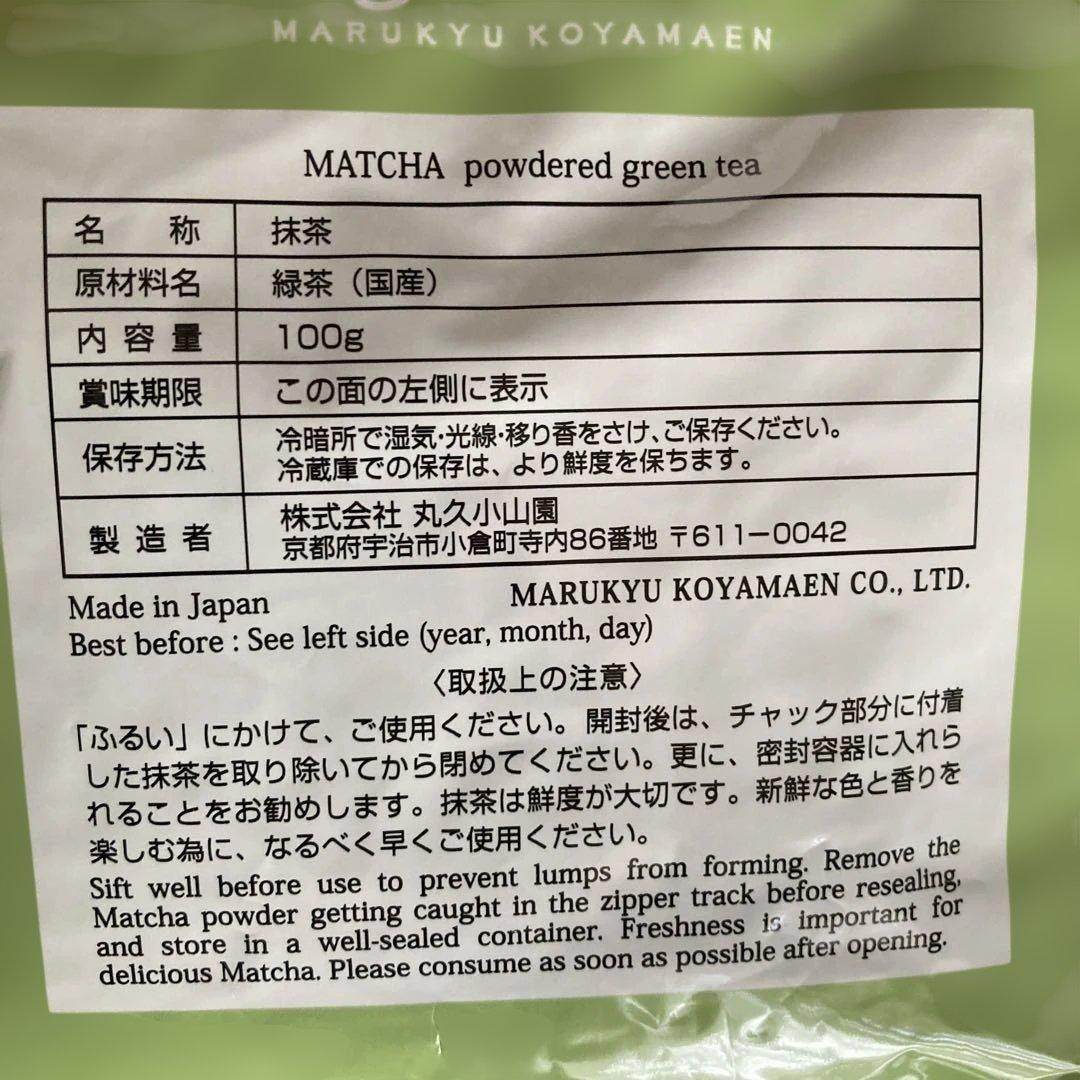 MARUKYU KOYAMAEN
MATCHA powdered green tea
名称 抹茶
原材料名 緑茶（国産）
内容量 100g
賞味期限 この面の左側に表示
保存方法 冷暗所で湿気・光線・移り香をさけ、ご保存ください。
冷蔵庫での保存は、より鮮度を保ちます。
製造者 株式会社 丸久小山園
京都府宇治市小倉町寺内86番地 〒611-0042
Made in Japan MARUKYU KOYAMAEN CO., LTD.
Best before : See left side (year, month, day)
〈取扱上の注意〉
「ふるい」にかけて、ご使用ください。開封後は、チャック部分に付着
した抹茶を取り除いてから閉めてください。更に、密封容器に入れら
れることをお勧めします。抹茶は鮮度が大切です。新鮮な色と香りを
楽しむ為に、なるべく早くご使用ください。
Sift well before use to prevent lumps from forming. Remove the
Matcha powder getting caught in the zipper track before resealing,
and store in a well-sealed container. Freshness is important for
delicious Matcha. Please consume as soon as possible after opening.